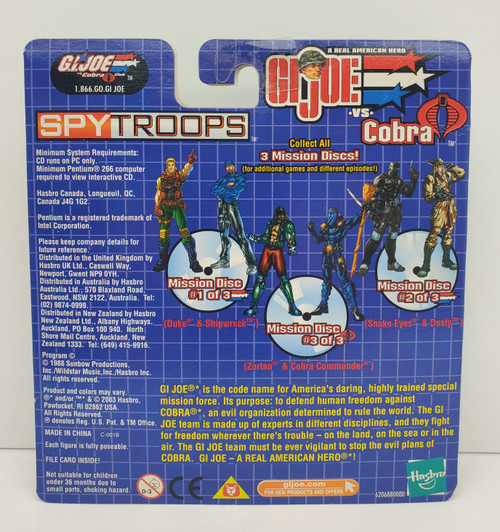 GI JOE
vs Cobra Club ™
1.866.GO.GI JOE
A REAL AMERICAN HERO
GI JOE
-VS-
Cobra ™
SPYTROOPS ™
Collect All
3 Mission Discs!
(for additional games and different episodes!)
Minimum System Requirements:
CD runs on PC only.
Minimum Pentium® 266 computer
required to view interactive CD.
Hasbro Canada, Longueuil, QC,
Canada J4G 1G2.
Pentium is a registered trademark of
Intel Corporation.
Please keep company details for
future reference.
Distributed in the United Kingdom by
Hasbro UK Ltd., Caswell Way,
Newport, Gwent NP9 0YH.
Distributed in Australia by Hasbro
Australia Ltd., 570 Blaxland Road,
Eastwood, NSW 2122, Australia. Tel:
(02) 9874-0999.
Distributed in New Zealand by Hasbro
New Zealand Ltd., Albany Highways,
Auckland, PO Box 100 940, North
Shore Mail Centre, Auckland, New
Zealand 1333. Tel: (649) 415-9916.
Program ©
© 1988 Sunbow Productions,
Inc./Wildstar Music,Inc./Hasbro Inc.
All rights reserved.
Product and colors may vary.
®* and/or ™* & © 2003 Hasbro,
Pawtucket, RI 02862 USA.
All Rights Reserved.
® denotes Reg. U.S. Pat. & TM Office.
MADE IN CHINA
Each figure is fully poseable.
FILE CARD INSIDE!
Not suitable for children
under 36 months due to
small parts, choking hazard.
Mission Disc
#1 of 3
(Duke® & Shipwreck™)
Mission Disc
#3 of 3
(Zartan® & Cobra Commander™)
Mission Disc
#2 of 3
(Snake Eyes® & Dusty™)
GI JOE®* is the code name for America's daring, highly trained special
mission force. Its purpose: to defend human freedom against
COBRA®*, an evil organization determined to rule the world. The GI
JOE team is made up of experts in different disciplines, and they fight
for freedom wherever there's trouble – on the land, on the sea or in the
air. The GI JOE team must be ever vigilant to stop the evil plans of
COBRA. GI JOE – A REAL AMERICAN HERO®*!
0-3
CE
gijoe.com
FOR NEW PRODUCTS AND OFFERS
6206880000
Hasbro